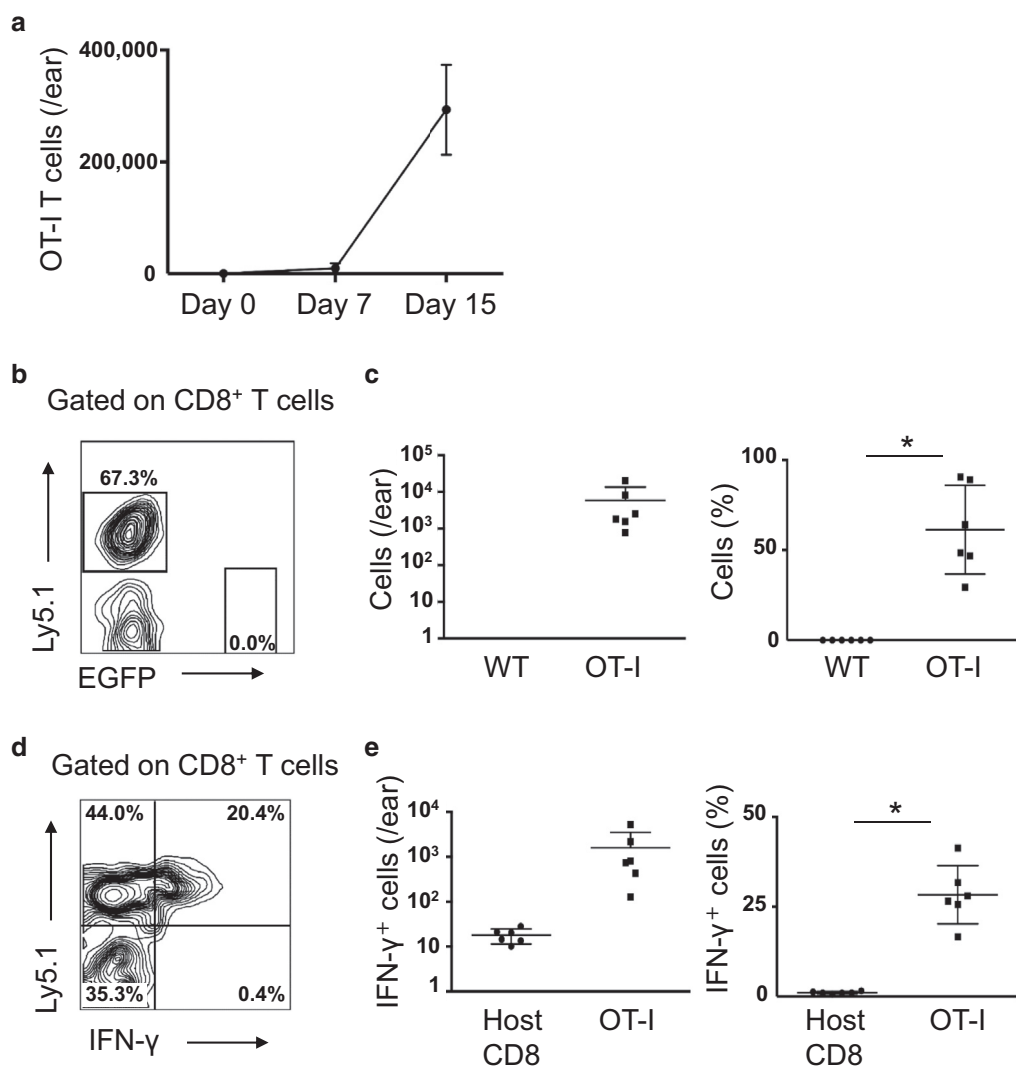 a
OT-I T cells (/ear)
400,000
200,000
0
Day 0
Day 7
Day 15
b
Gated on CD8⁺ T cells
67.3%
0.0%
Ly5.1
EGFP
c
Cells (/ear)
10⁵
10⁴
10³
10²
10
1
WT
OT-I
Cells (%)
100
50
0
*
WT
OT-I
d
Gated on CD8⁺ T cells
44.0%
20.4%
35.3%
0.4%
Ly5.1
IFN-γ
e
IFN-γ⁺ cells (/ear)
10⁴
10³
10²
10
1
Host
CD8
OT-I
IFN-γ⁺ cells (%)
50
25
0
*
Host
CD8
OT-I